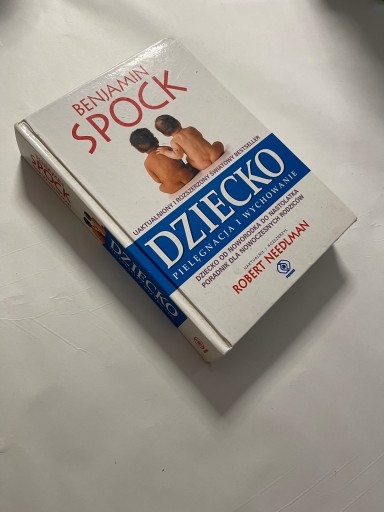 BENJAMIN
SPOCK
UAKTUALNIONY I ROZSZERZONY ŚWIATOWY BESTSELLER
DZIECKO
PIELĘGNACJA I WYCHOWANIE
DZIECKO OD NOWORODKA DO NASTOLATKA
PORADNIK DLA NOWOCZESNYCH RODZICÓW
ROBERT NEEDLMAN
SPOCK
DZIECKO